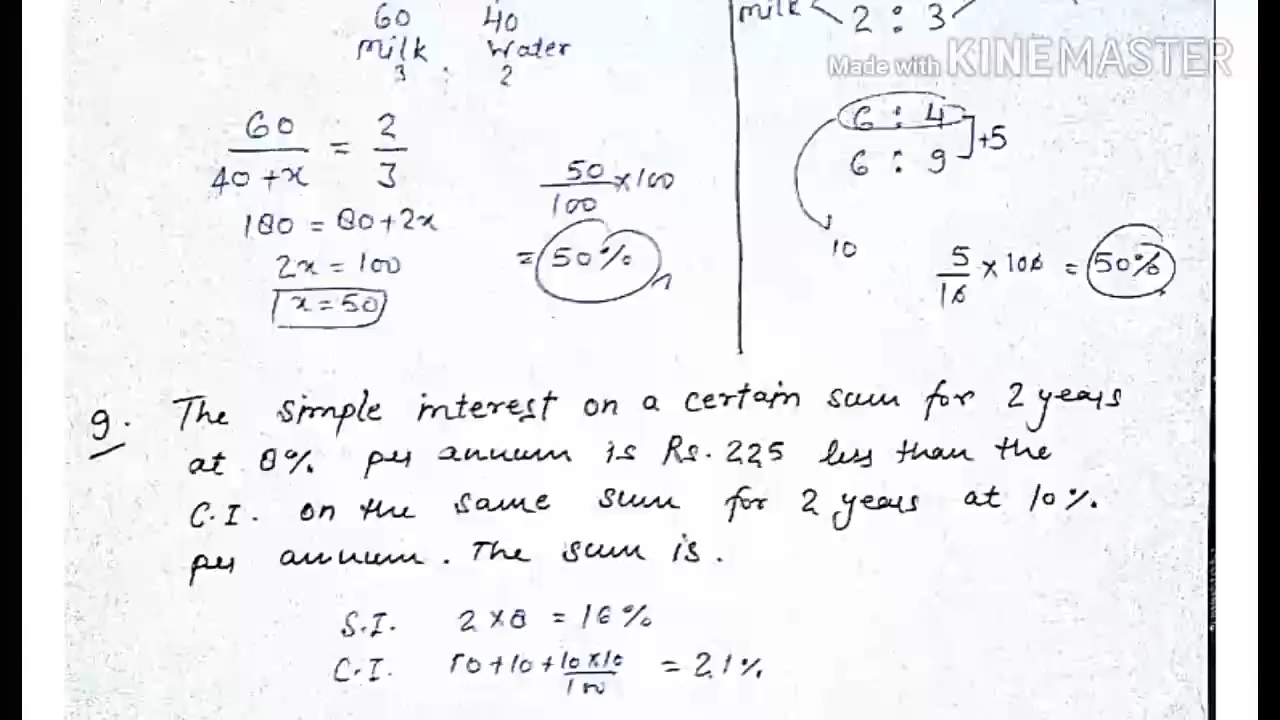 60 40
milk water
3 : 2
60/(40+x) = 2/3
180 = 80+2x
2x = 100
x = 50
50/100 × 100
= 50%
milk 2 : 3
Made with KINEMASTER
6 : 4
6 : 9 +5
10
5/10 × 100 = 50%
9. The simple interest on a certain sum for 2 years
at 8% per annum is Rs. 225 less than the
C.I. on the same sum for 2 years at 10%
per annum. The sum is.
S.I. 2×8 = 16%
C.I. 10+10+10×10/100 = 21%